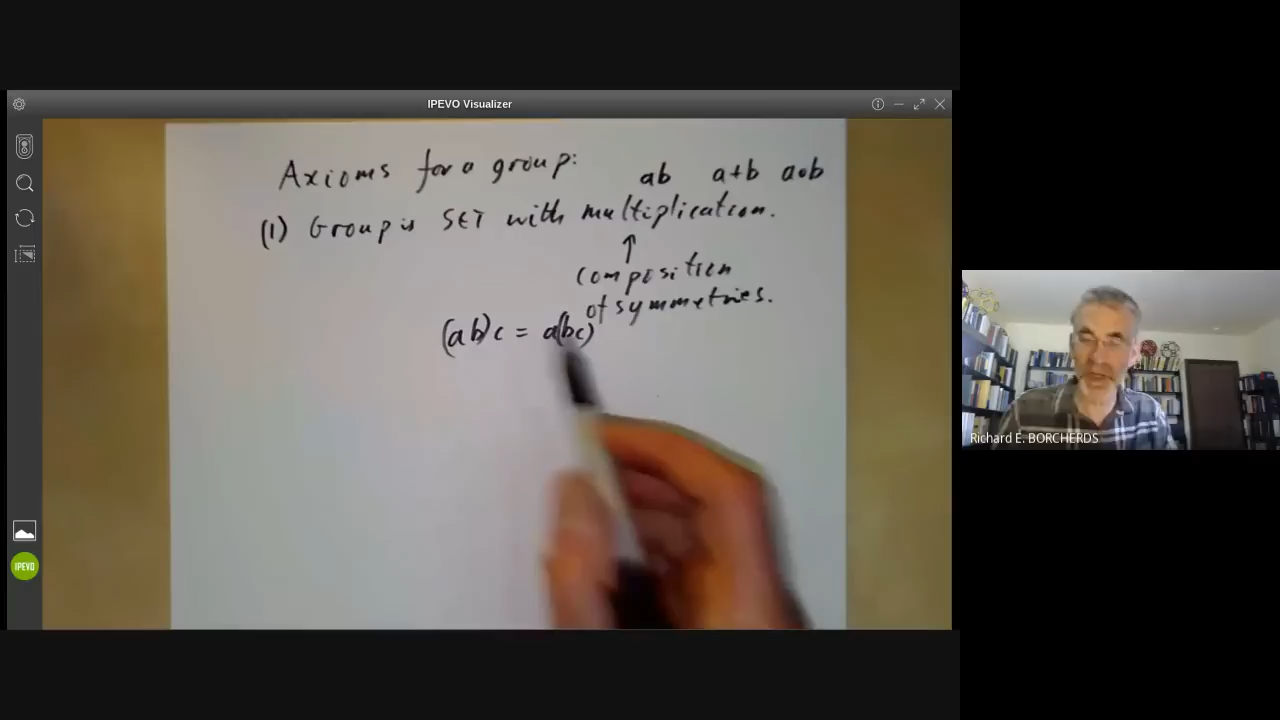 IPEVO Visualizer
Axioms for a group:
ab a+b a∘b
(1) Group is SET with multiplication.
↑
composition
of symmetries.
(ab)c = a(bc)
Richard E. BORCHERDS
IPEVO